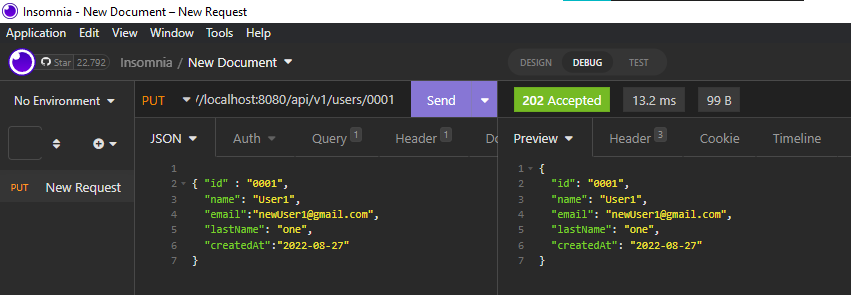 Insomnia - New Document – New Request
Application Edit View Window Tools Help
Star 22.792 Insomnia / New Document DESIGN DEBUG TEST
No Environment PUT //localhost:8080/api/v1/users/0001 Send 202 Accepted 13.2 ms 99 B
JSON Auth Query 1 Header 1 Do Preview Header 3 Cookie Timeline
PUT New Request
1
2 { "id" : "0001",
3 "name": "User1",
4 "email":"newUser1@gmail.com",
5 "lastName": "one",
6 "createdAt":"2022-08-27"
7 }
1 {
2 "id": "0001",
3 "name": "User1",
4 "email": "newUser1@gmail.com",
5 "lastName": "one",
6 "createdAt": "2022-08-27"
7 }